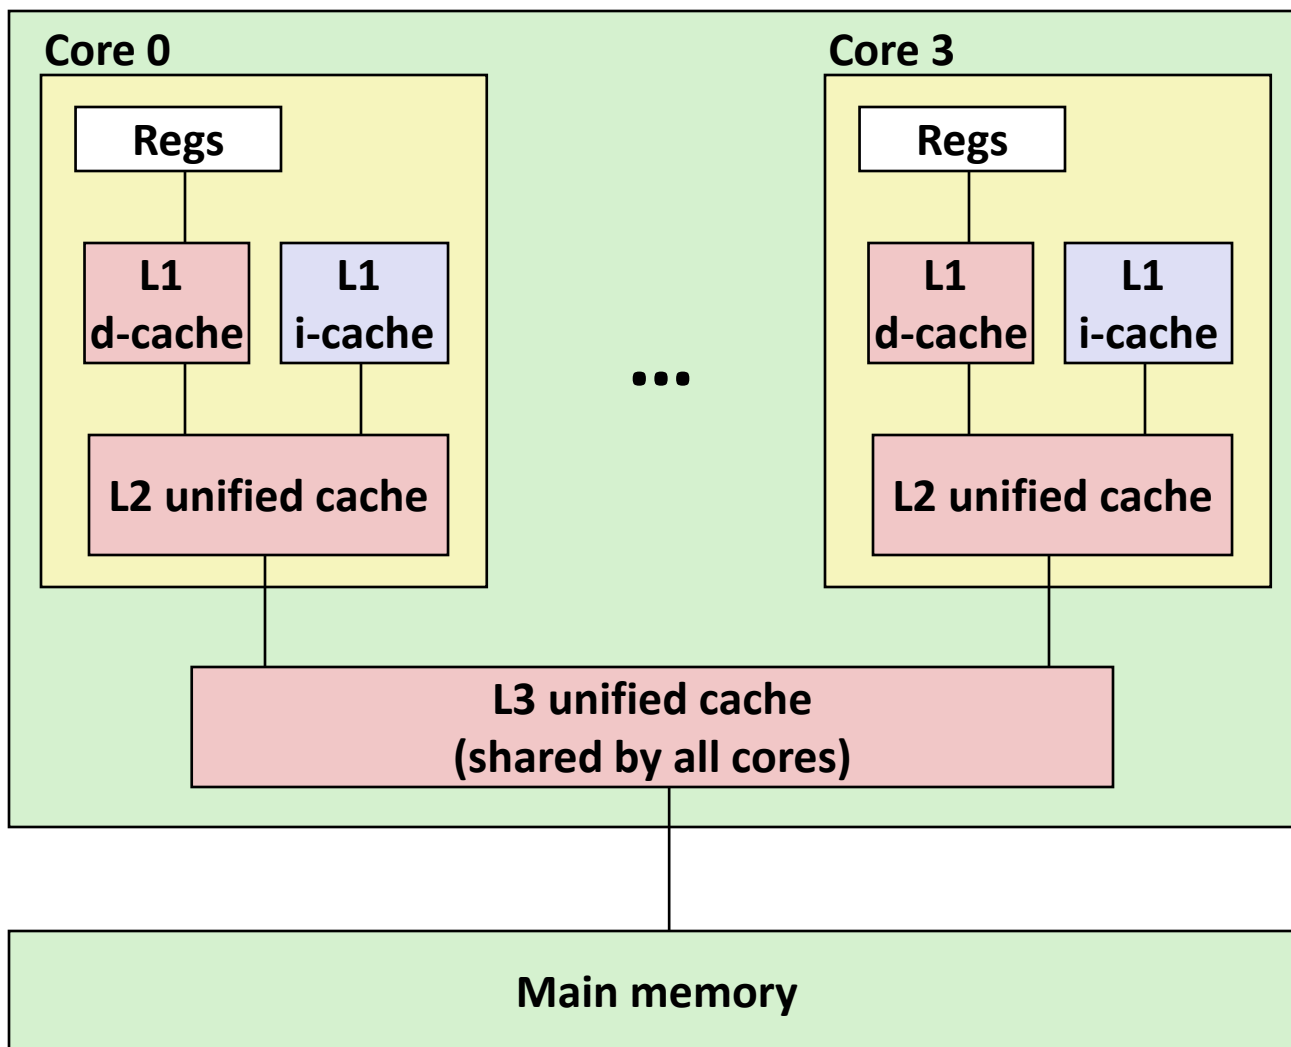 Core 0
Regs
L1
d-cache
L1
i-cache
L2 unified cache
...
Core 3
Regs
L1
d-cache
L1
i-cache
L2 unified cache
L3 unified cache
(shared by all cores)
Main memory